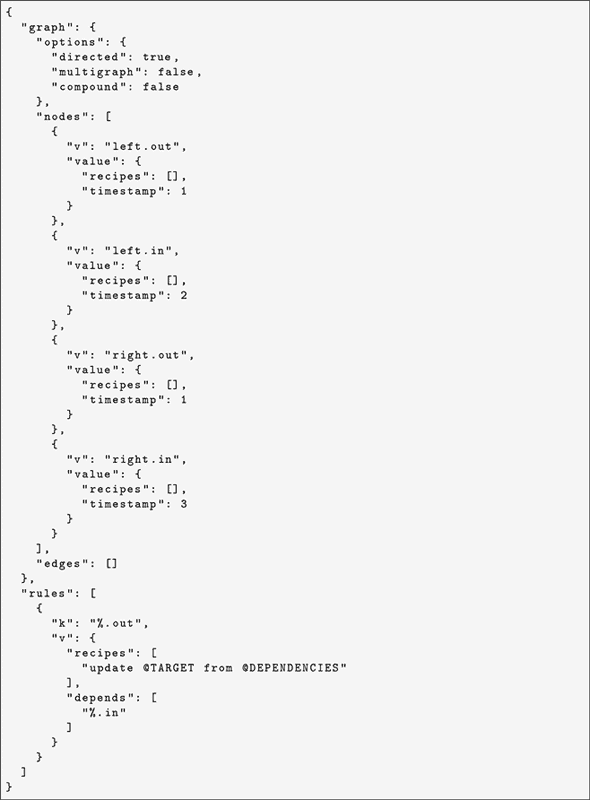 {
  "graph": {
    "options": {
      "directed": true,
      "multigraph": false,
      "compound": false
    },
    "nodes": [
      {
        "v": "left.out",
        "value": {
          "recipes": [],
          "timestamp": 1
        }
      },
      {
        "v": "left.in",
        "value": {
          "recipes": [],
          "timestamp": 2
        }
      },
      {
        "v": "right.out",
        "value": {
          "recipes": [],
          "timestamp": 1
        }
      },
      {
        "v": "right.in",
        "value": {
          "recipes": [],
          "timestamp": 3
        }
      }
    ],
    "edges": []
  },
  "rules": [
    {
      "k": "%.out",
      "v": {
        "recipes": [
          "update @TARGET from @DEPENDENCIES"
        ],
        "depends": [
          "%.in"
        ]
      }
    }
  ]
}